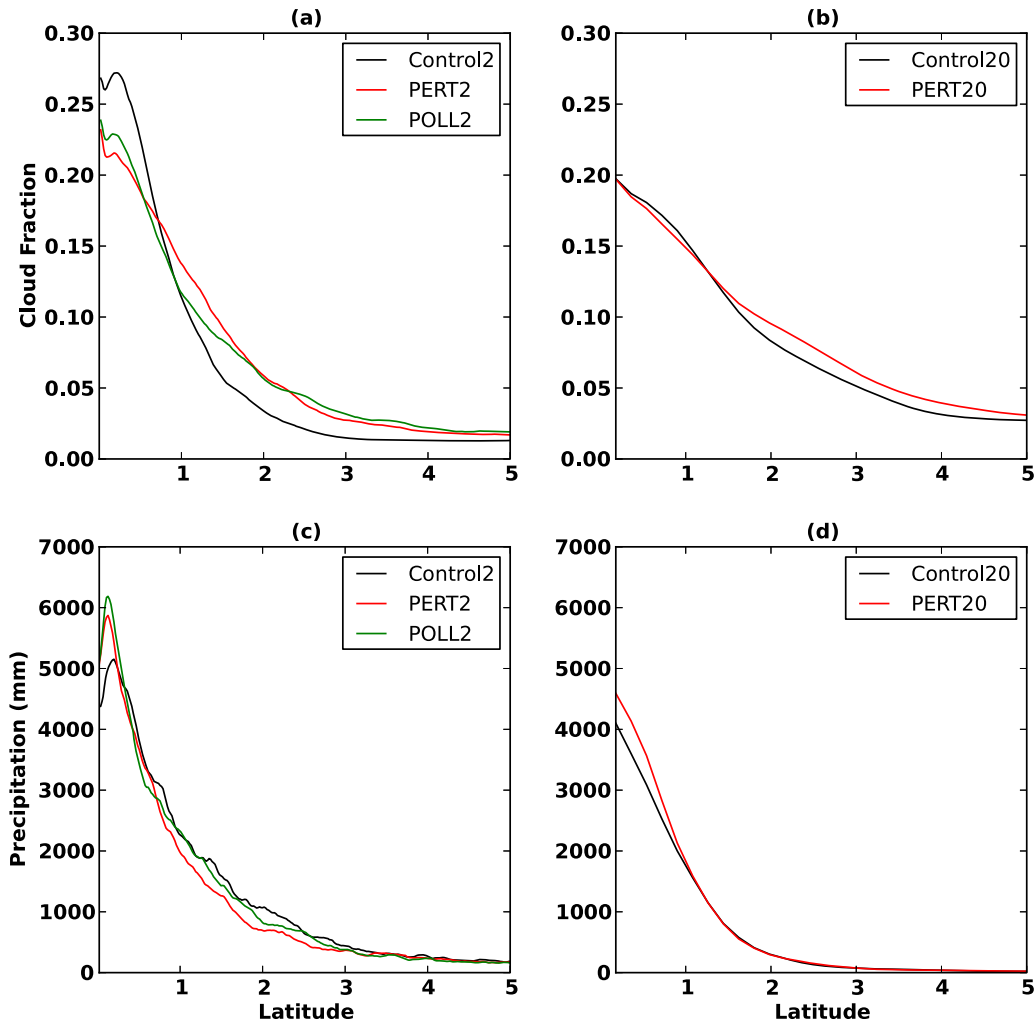 (a)
0.30
0.25
0.20
0.15
0.10
0.05
0.00
Cloud Fraction
1 2 3 4 5
Control2
PERT2
POLL2
(b)
0.30
0.25
0.20
0.15
0.10
0.05
0.00
1 2 3 4 5
Control20
PERT20
(c)
7000
6000
5000
4000
3000
2000
1000
0
Precipitation (mm)
1 2 3 4 5
Latitude
Control2
PERT2
POLL2
(d)
7000
6000
5000
4000
3000
2000
1000
0
1 2 3 4 5
Latitude
Control20
PERT20